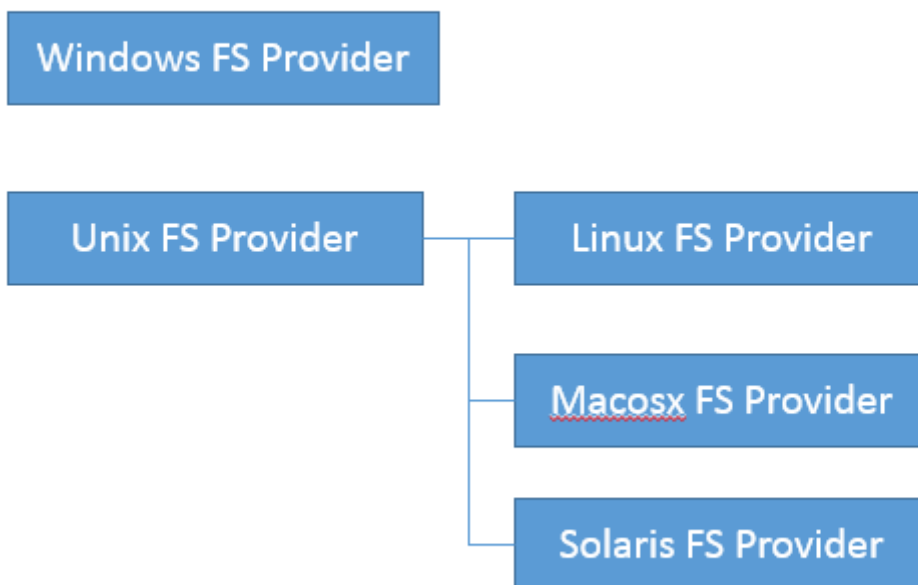 Windows FS Provider
Unix FS Provider
Linux FS Provider
Macosx FS Provider
Solaris FS Provider